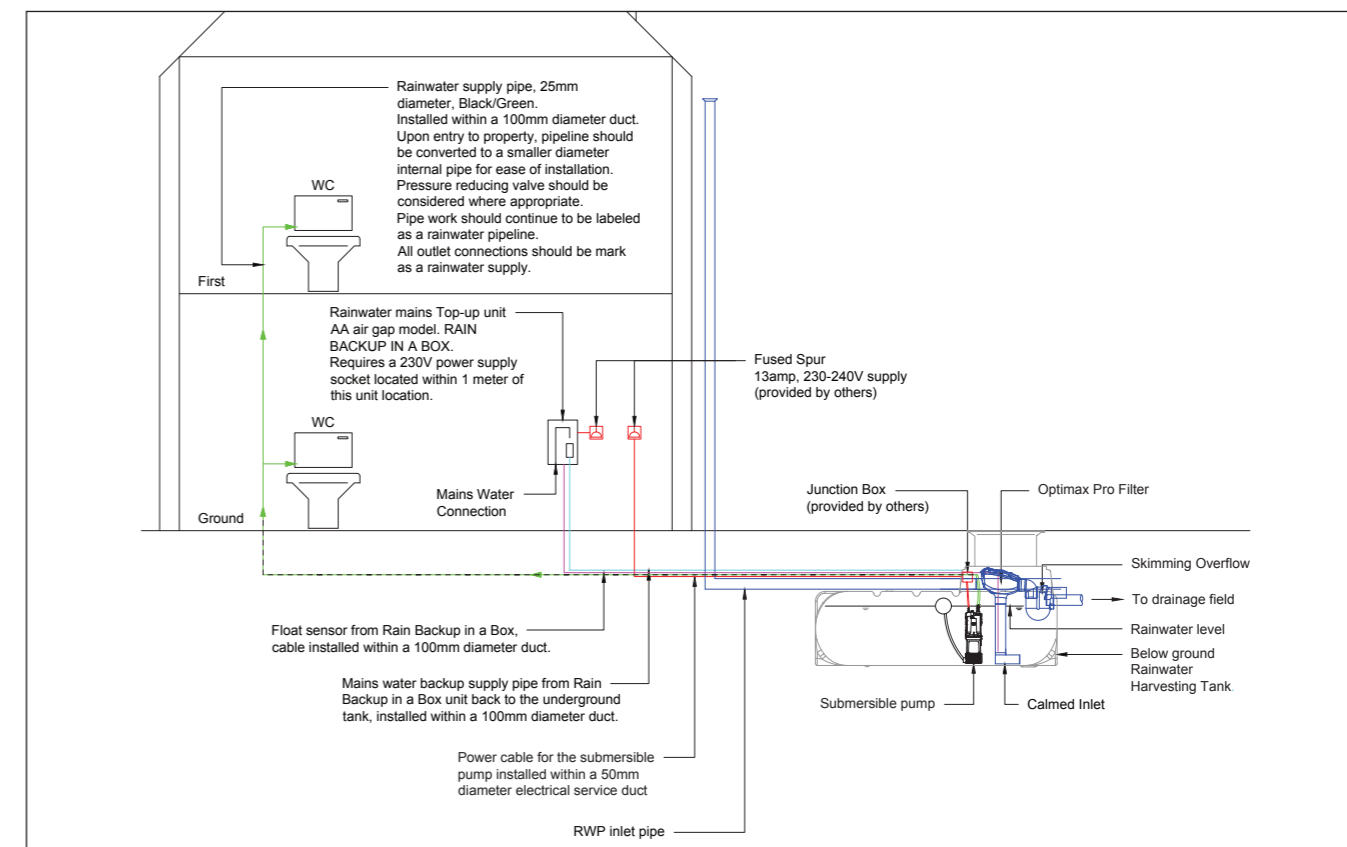 Rainwater supply pipe, 25mm
diameter, Black/Green.
Installed within a 100mm diameter duct.
Upon entry to property, pipeline should
be converted to a smaller diameter
internal pipe for ease of installation.
Pressure reducing valve should be
considered where appropriate.
Pipe work should continue to be labeled
as a rainwater pipeline.
All outlet connections should be mark
as a rainwater supply.
WC
First
Rainwater mains Top-up unit
AA air gap model. RAIN
BACKUP IN A BOX.
Requires a 230V power supply
socket located within 1 meter of
this unit location.
Fused Spur
13amp, 230-240V supply
(provided by others)
WC
Mains Water
Connection
Ground
Junction Box
(provided by others)
Optimax Pro Filter
Skimming Overflow
To drainage field
Rainwater level
Below ground
Rainwater
Harvesting Tank.
Float sensor from Rain Backup in a Box,
cable installed within a 100mm diameter duct.
Mains water backup supply pipe from Rain
Backup in a Box unit back to the underground
tank, installed within a 100mm diameter duct.
Submersible pump
Calmed Inlet
Power cable for the submersible
pump installed within a 50mm
diameter electrical service duct
RWP inlet pipe